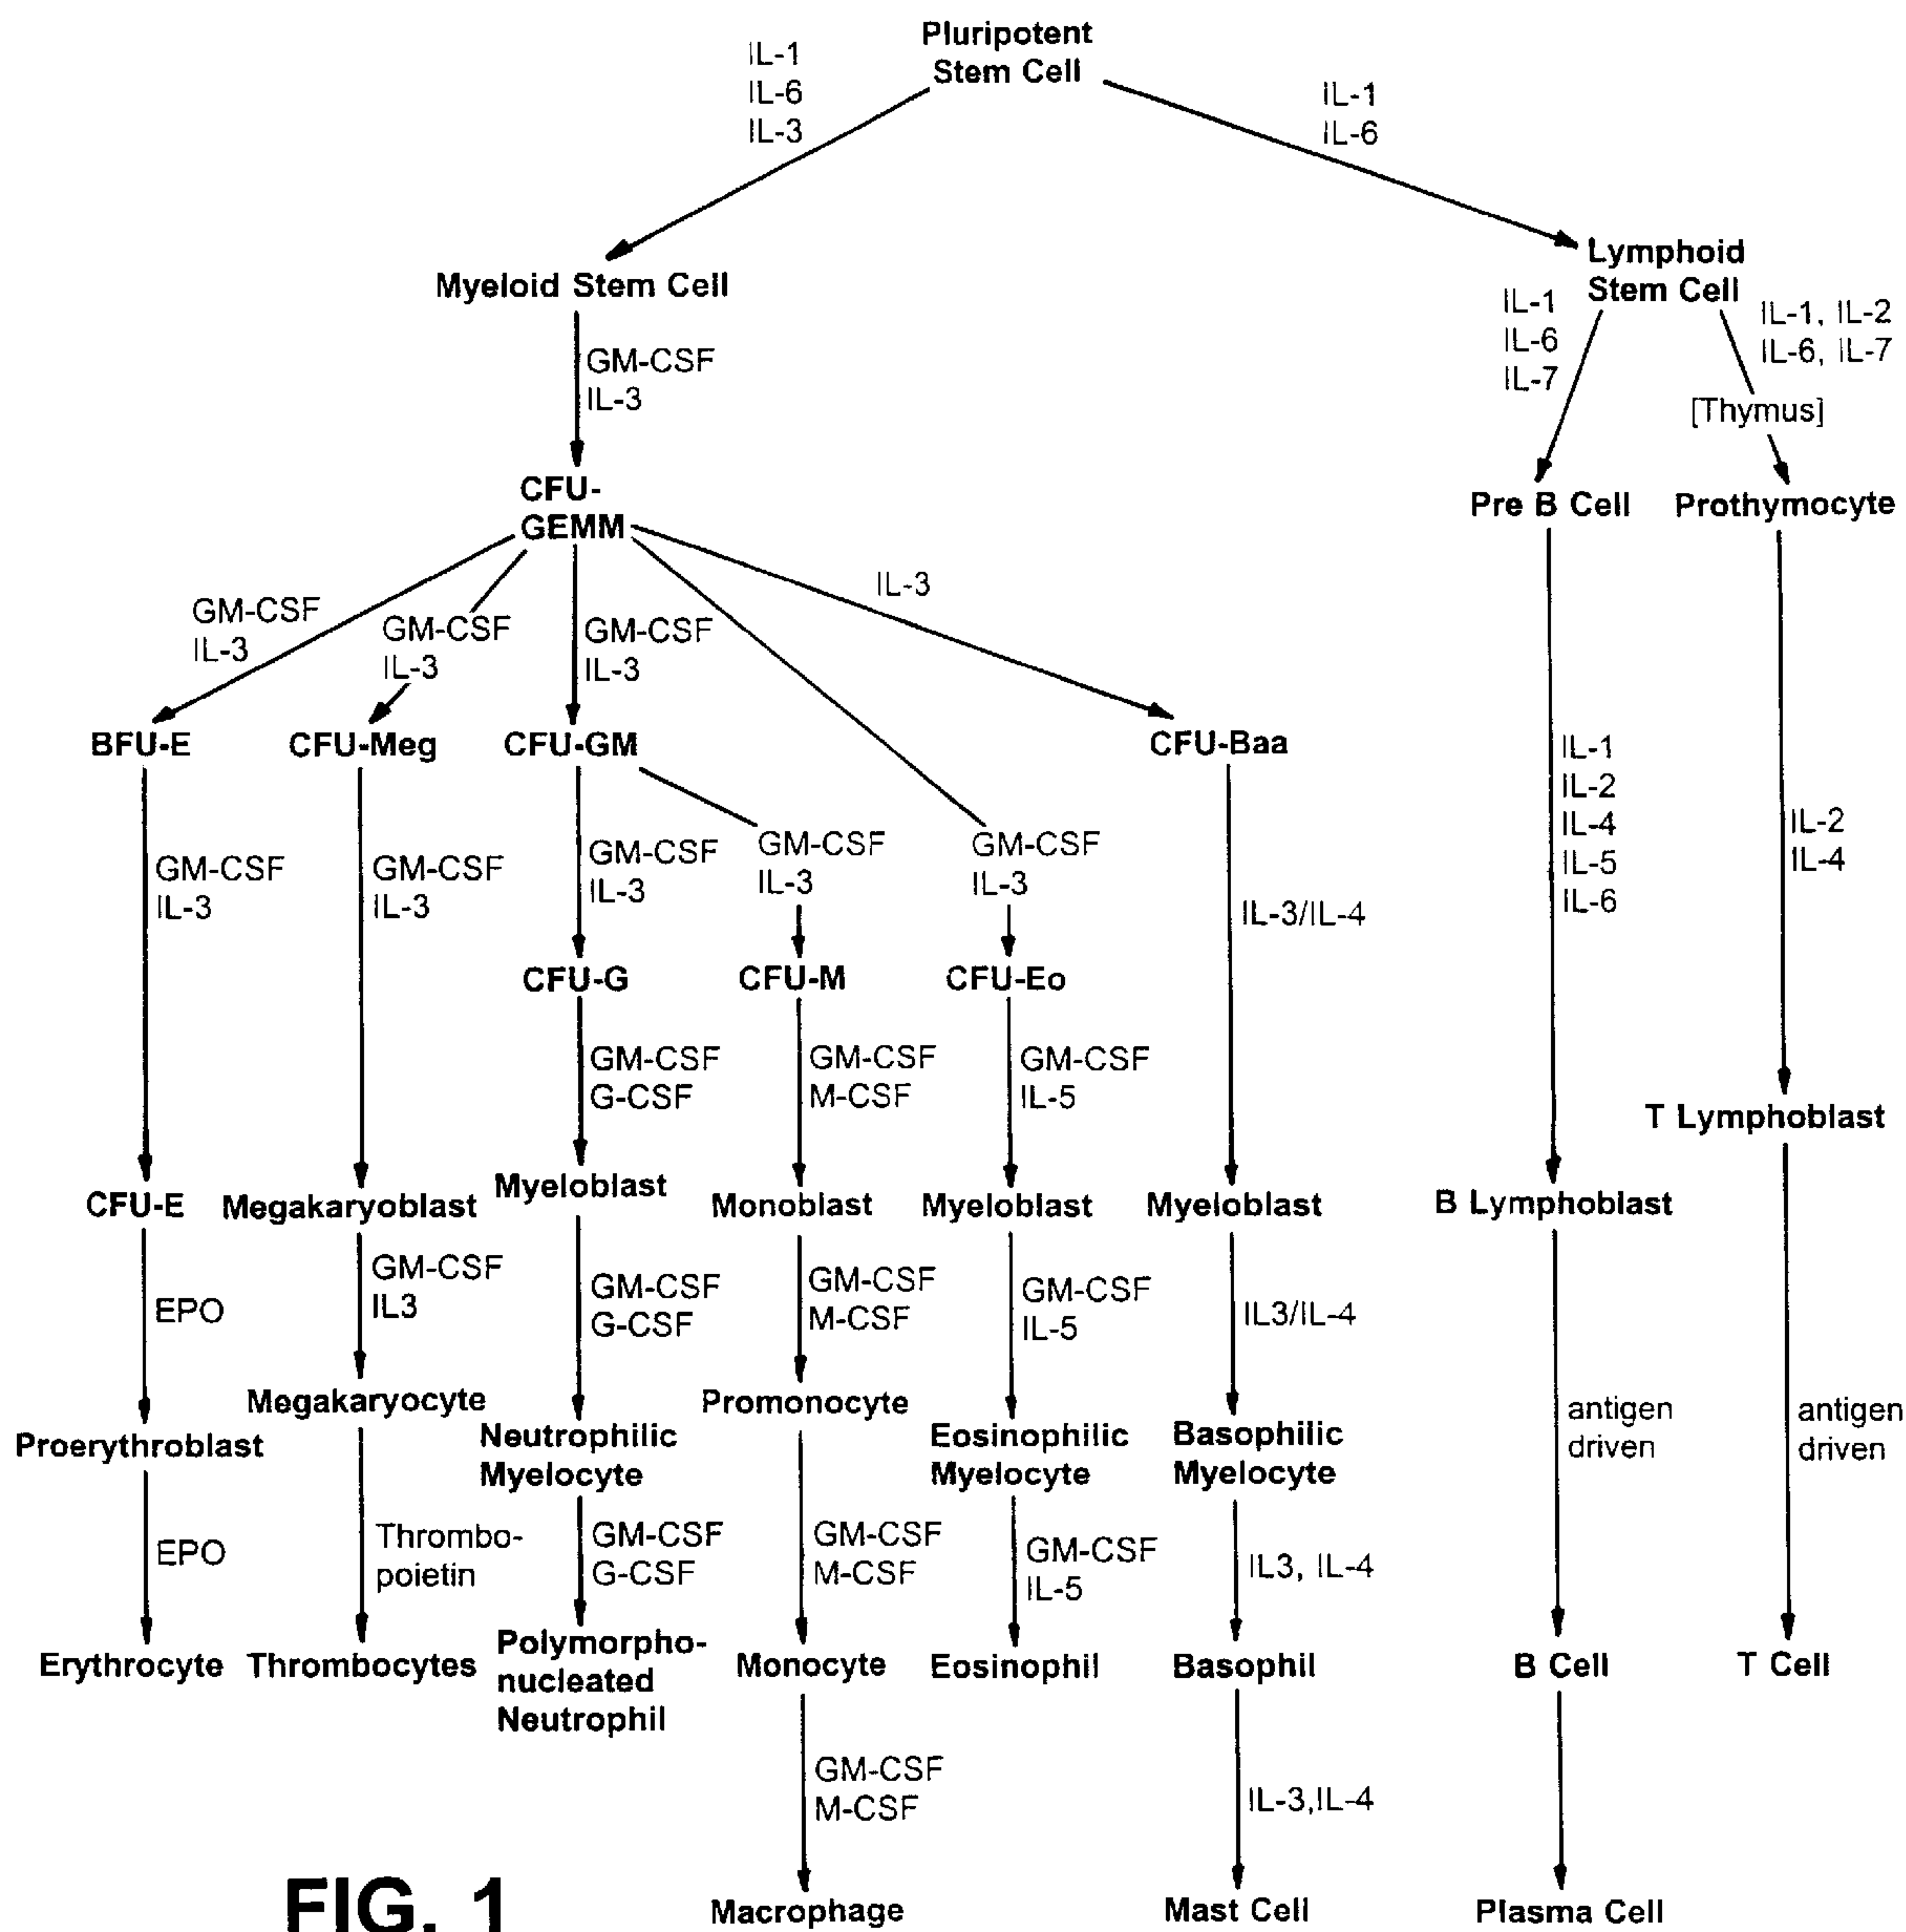 Pluripotent
Stem Cell
IL-1
IL-6
IL-3
IL-1
IL-6
Myeloid Stem Cell
Lymphoid
Stem Cell
GM-CSF
IL-3
IL-1
IL-6
IL-7
IL-1, IL-2
IL-6, IL-7
[Thymus]
CFU-
GEMM
Pre B Cell
Prothymocyte
GM-CSF
IL-3
GM-CSF
IL-3
GM-CSF
IL-3
IL-3
BFU-E
CFU-Meg
CFU-GM
CFU-Baa
GM-CSF
IL-3
GM-CSF
IL-3
GM-CSF
IL-3
GM-CSF
IL-3
GM-CSF
IL-3
IL-3/IL-4
IL-1
IL-2
IL-4
IL-5
IL-6
IL-2
IL-4
CFU-G
CFU-M
CFU-Eo
GM-CSF
G-CSF
GM-CSF
M-CSF
GM-CSF
IL-5
T Lymphoblast
CFU-E
Megakaryoblast
Myeloblast
Monoblast
Myeloblast
Myeloblast
B Lymphoblast
EPO
GM-CSF
IL3
GM-CSF
G-CSF
GM-CSF
M-CSF
GM-CSF
IL-5
IL3/IL-4
antigen
driven
antigen
driven
Proerythroblast
Megakaryocyte
Neutrophilic
Myelocyte
Promonocyte
Eosinophilic
Myelocyte
Basophilic
Myelocyte
EPO
Thrombo-
poietin
GM-CSF
G-CSF
GM-CSF
M-CSF
GM-CSF
IL-5
IL3, IL-4
Erythrocyte
Thrombocytes
Polymorpho-
nucleated
Neutrophil
Monocyte
Eosinophil
Basophil
B Cell
T Cell
GM-CSF
M-CSF
IL-3,IL-4
Macrophage
Mast Cell
Plasma Cell
FIG. 1